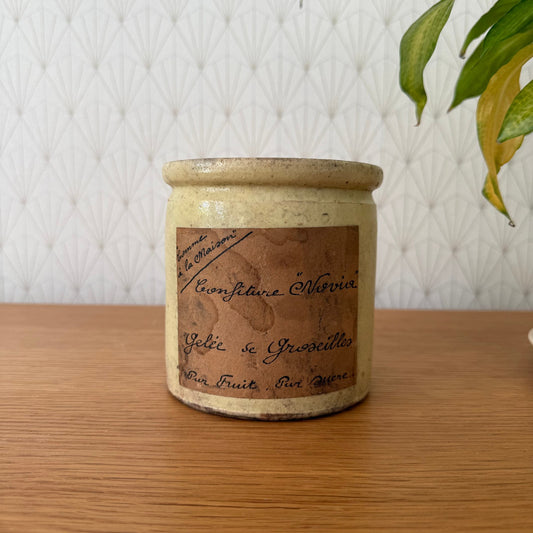 "Comme
à la Maison"
Confiture "Novia"
Gelée de Groseilles
Pur Fruit. Pur Sucre.